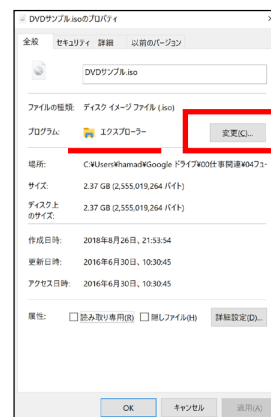 DVDサンプル.isoのプロパティ
全般 セキュリティ 詳細 以前のバージョン
DVDサンプル.iso
ファイルの種類: ディスク イメージ ファイル (.iso)
プログラム: エクスプローラー 変更(C)...
場所: C:¥Users¥hamad¥Google ドライブ¥00仕事関連¥04フュー
サイズ: 2.37 GB (2,555,019,264 バイト)
ディスク上
のサイズ: 2.37 GB (2,555,019,264 バイト)
作成日時: 2018年8月26日、21:53:54
更新日時: 2016年6月30日、10:30:45
アクセス日時: 2016年6月30日、10:30:45
属性: 読み取り専用(R) 隠しファイル(H) 詳細設定(D)...
OK キャンセル 適用(A)